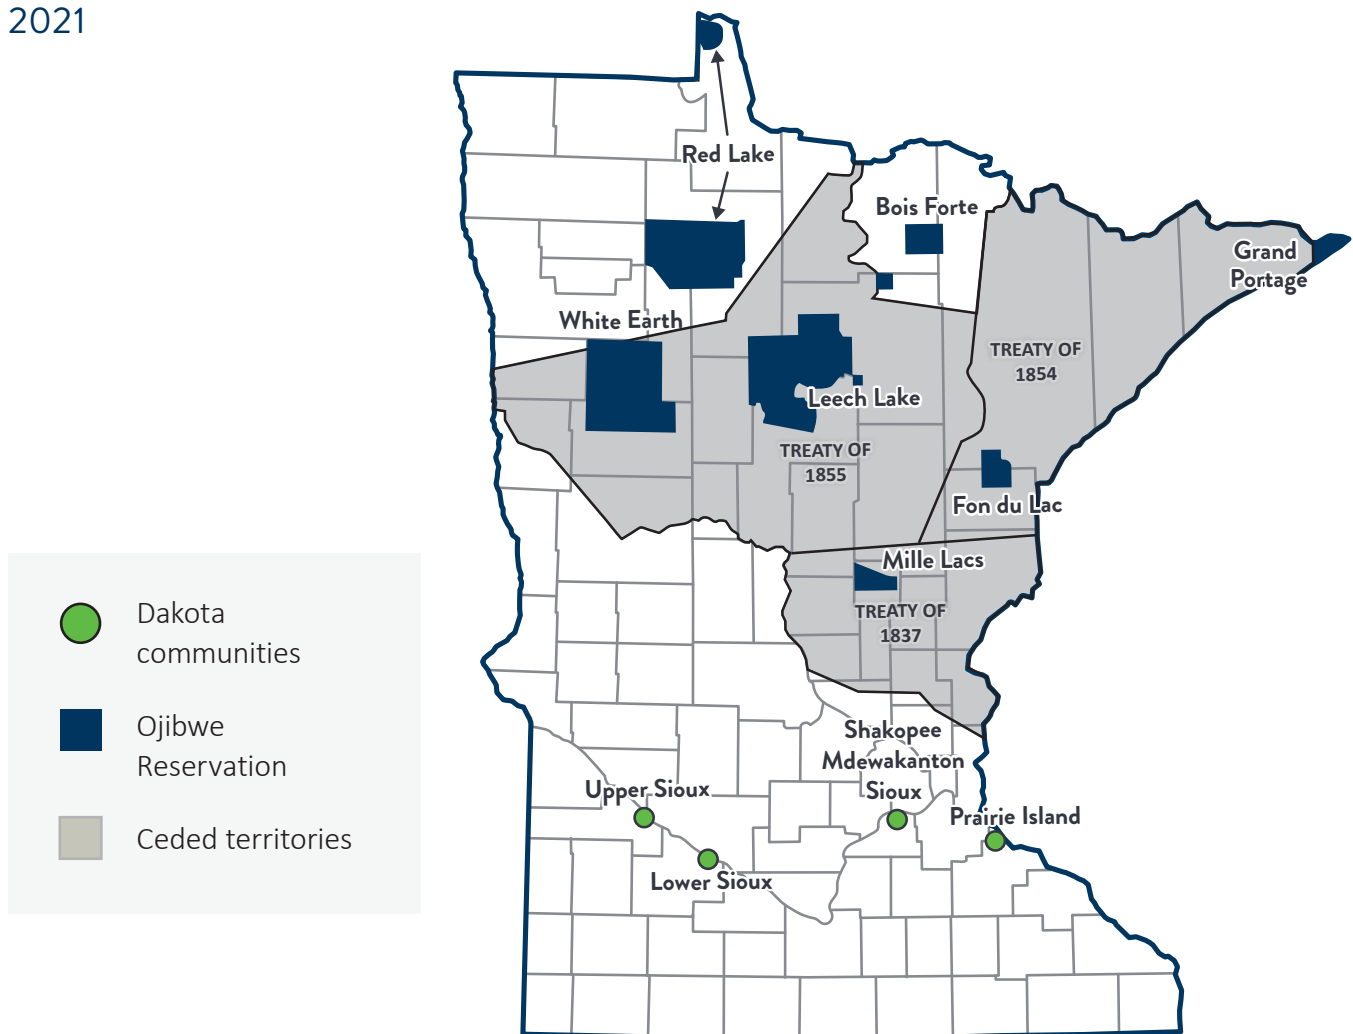 2021
Red Lake
Bois Forte
Grand
Portage
White Earth
TREATY OF
1854
Leech Lake
TREATY OF
1855
Fon du Lac
Mille Lacs
TREATY OF
1837
Dakota
communities
Ojibwe
Reservation
Ceded territories
Shakopee
Mdewakanton
Sioux
Upper Sioux
Prairie Island
Lower Sioux